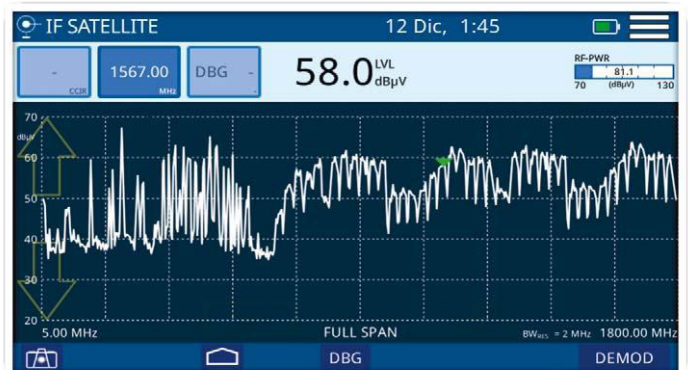 IF SATELLITE 12 Dic, 1:45
- CCIR
1567.00 MHz
DBG - -
58.0 LVL dBµV
RF-PWR
81.1
70 (dBµV) 130
70
dBµV
60
50
40
30
20
5.00 MHz FULL SPAN BWRES = 2 MHz 1800.00 MHz
DBG DEMOD